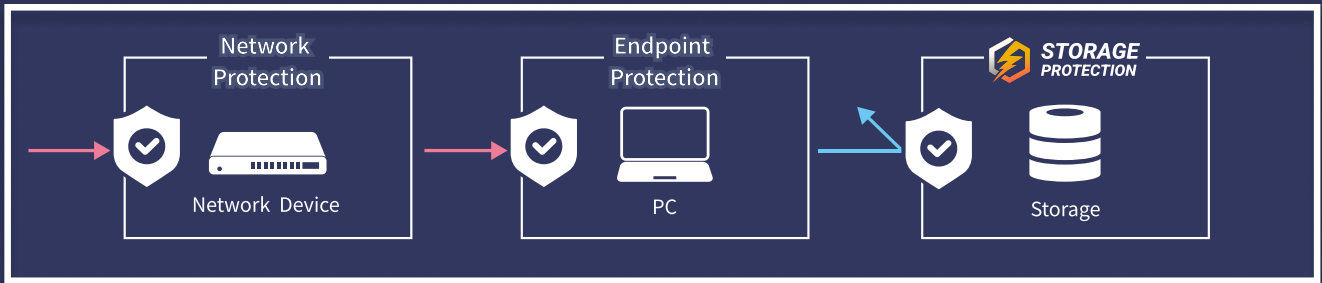 Network
Protection
Network Device
Endpoint
Protection
PC
STORAGE
PROTECTION
Storage